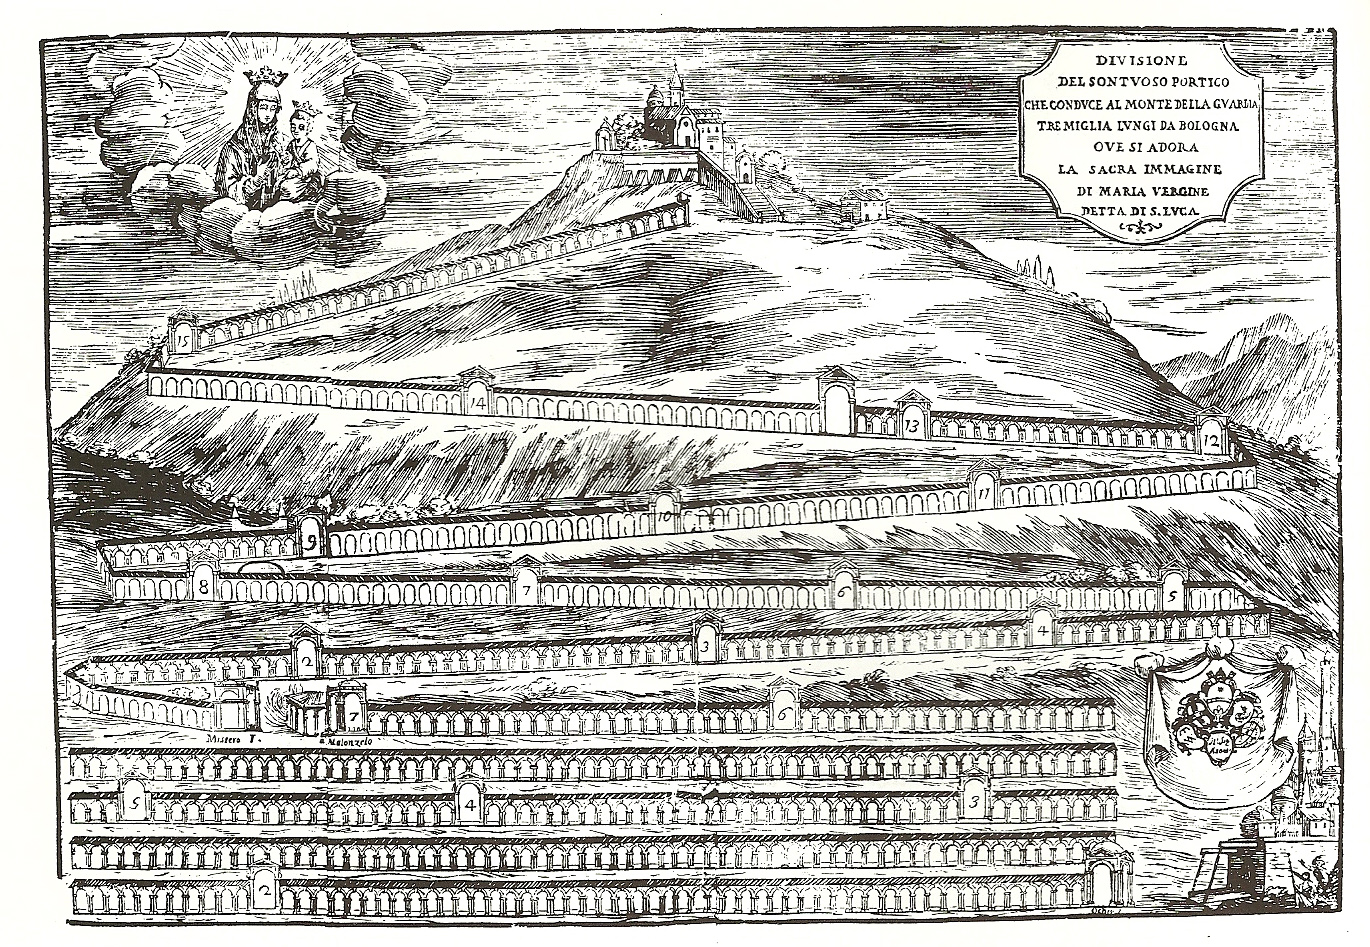 DIVISIONE
DEL SONTVOSO PORTICO
CHE CONDVCE AL MONTE DELLA GVARDIA
TRE MIGLIA LVNGI DA BOLOGNA
OVE SI ADORA
LA SACRA IMMAGINE
DI MARIA VERGINE
DETTA DI S. LVCA
15
14
13
12
11
10
9
8
7
6
5
4
3
2
Mistero I.
a Melonzelo
7
6
5
4
3
2